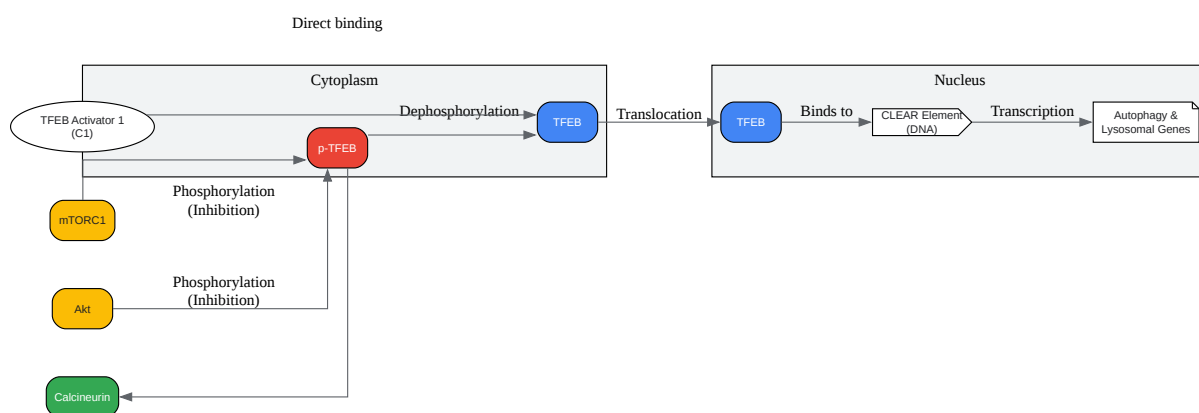 Direct binding
Cytoplasm
Nucleus
TFEB Activator 1
(C1)
Dephosphorylation
TFEB
Translocation
TFEB
Binds to
CLEAR Element
(DNA)
Transcription
Autophagy &
Lysosomal Genes
p-TFEB
Phosphorylation
(Inhibition)
mTORC1
Phosphorylation
(Inhibition)
Akt
Calcineurin